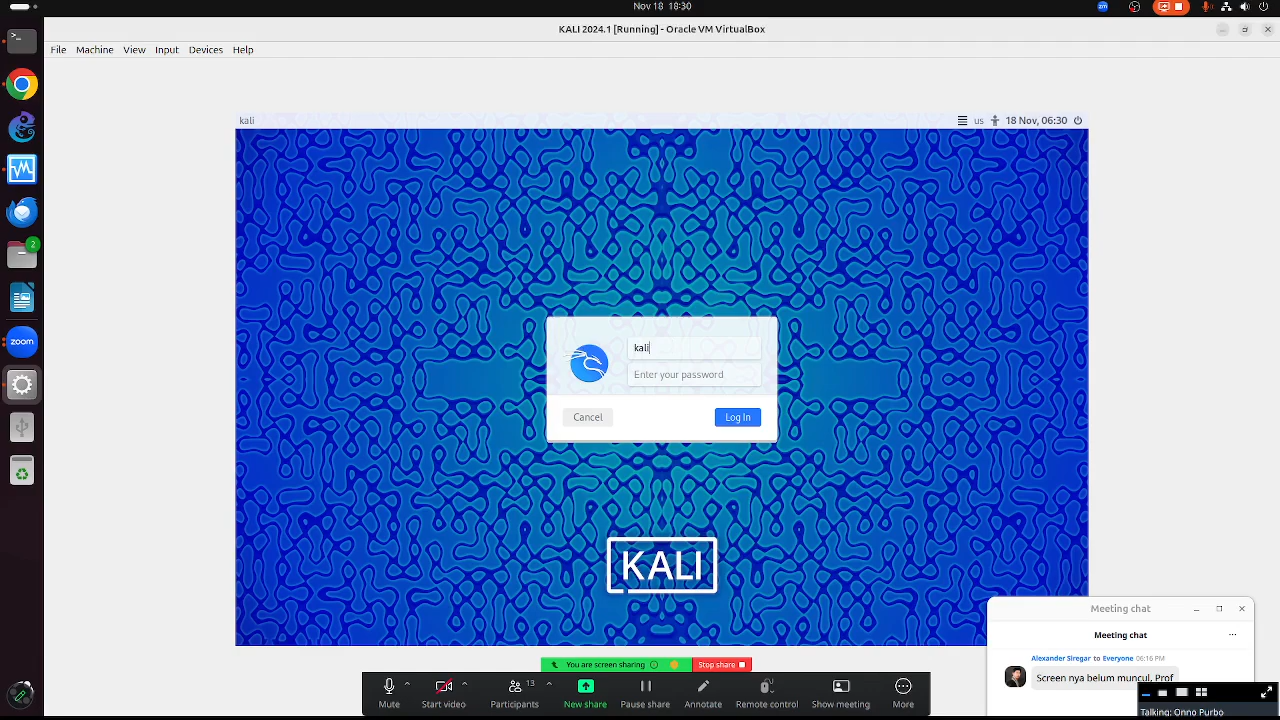 Nov 18 18:30
zm
KALI 2024.1 [Running] - Oracle VM VirtualBox
File Machine View Input Devices Help
kali
us 18 Nov, 06:30
2
kali
Enter your password
Cancel
Log In
zoom
KALI
Meeting chat
Meeting chat
Alexander Siregar to Everyone 06:16 PM
Screen nya belum muncul, Prof
You are screen sharing
Stop share
13
Mute
Start video
Participants
New share
Pause share
Annotate
Remote control
Show meeting
More
Talking: Onno Purbo